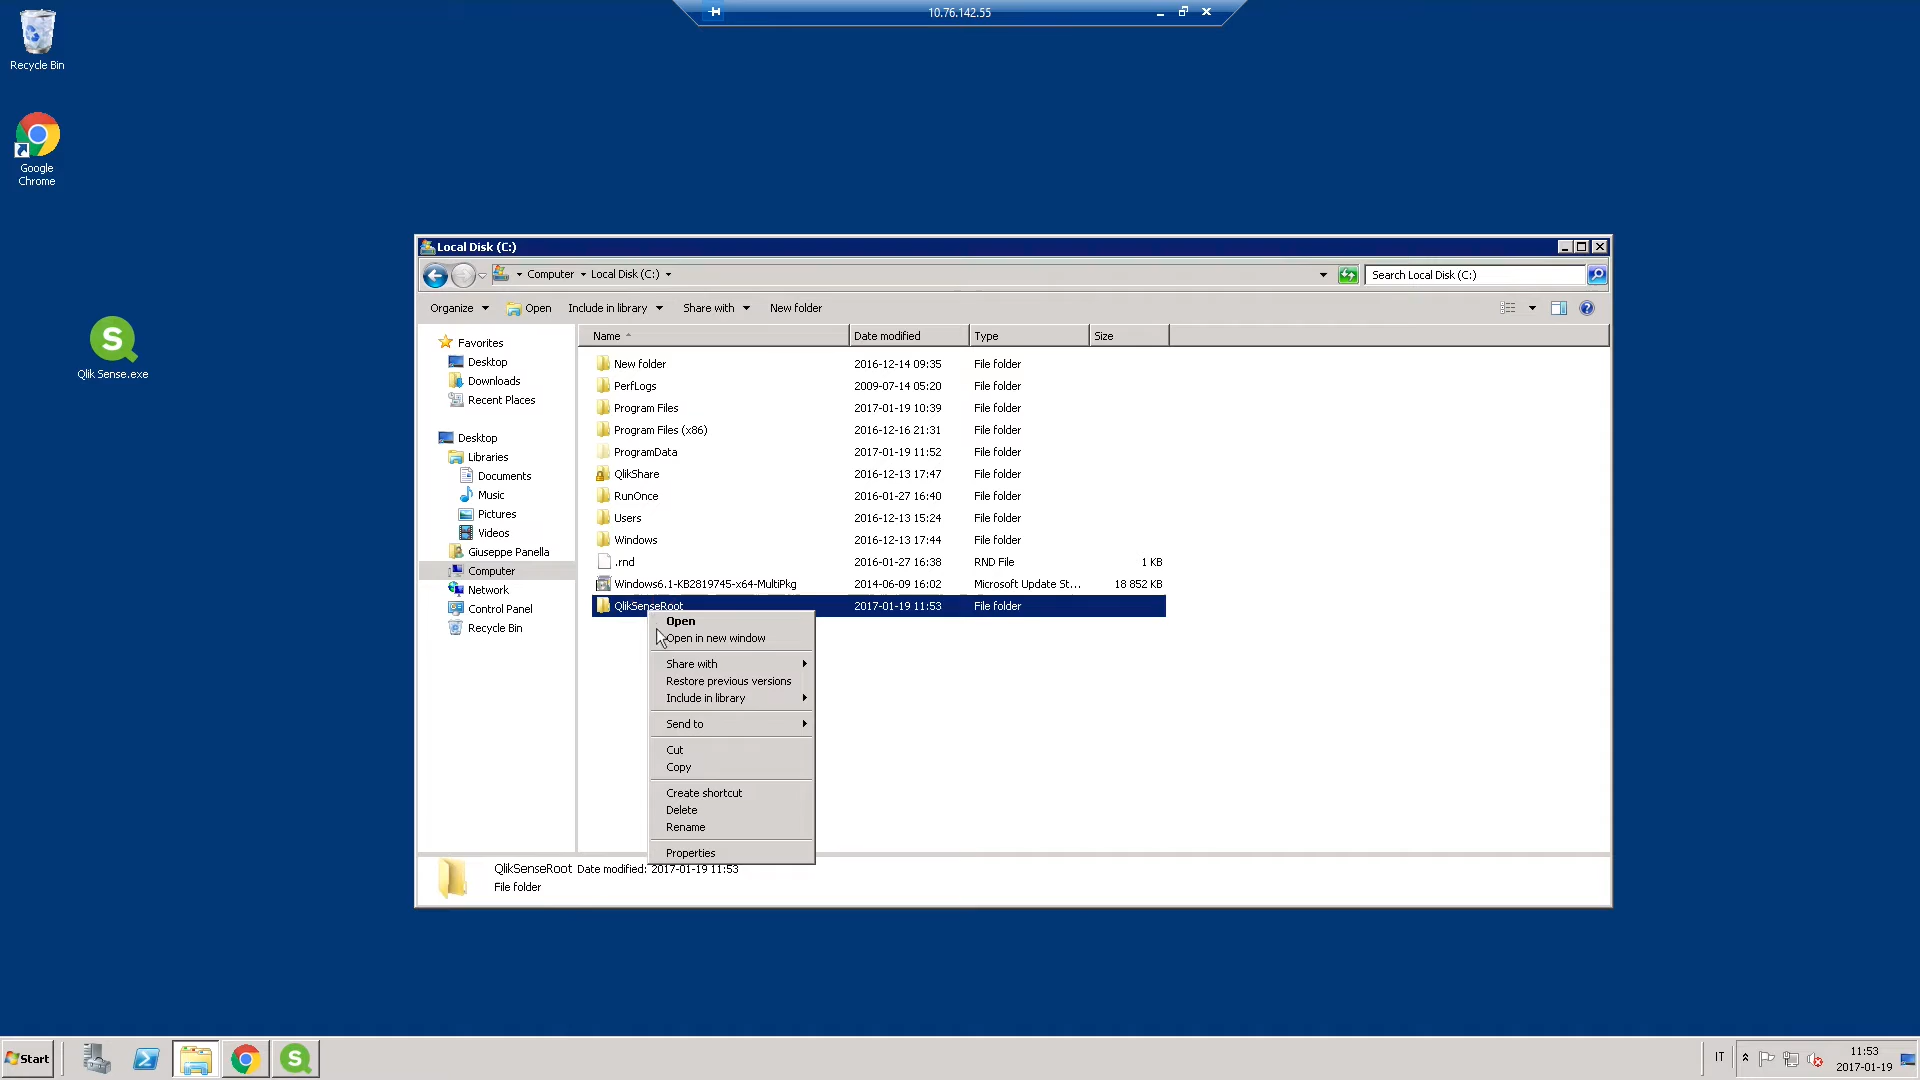 10.76.142.55
Recycle Bin
Google
Chrome
Qlik Sense.exe
Local Disk (C:)
Computer Local Disk (C:)
Search Local Disk (C:)
Organize Open Include in library Share with New folder
Name Date modified Type Size
Favorites
Desktop
Downloads
Recent Places
Desktop
Libraries
Documents
Music
Pictures
Videos
Giuseppe Panella
Computer
Network
Control Panel
Recycle Bin
New folder 2016-12-14 09:35 File folder
PerfLogs 2009-07-14 05:20 File folder
Program Files 2017-01-19 10:39 File folder
Program Files (x86) 2016-12-16 21:31 File folder
ProgramData 2017-01-19 11:52 File folder
QlikShare 2016-12-13 17:47 File folder
RunOnce 2016-01-27 16:40 File folder
Users 2016-12-13 15:24 File folder
Windows 2016-12-13 17:44 File folder
.rnd 2016-01-27 16:38 RND File 1 KB
Windows6.1-KB2819745-x64-MultiPkg 2014-06-09 16:02 Microsoft Update St... 18 852 KB
QlikSenseRoot 2017-01-19 11:53 File folder
Open
Open in new window
Share with
Restore previous versions
Include in library
Send to
Cut
Copy
Create shortcut
Delete
Rename
Properties
QlikSenseRoot Date modified: 2017-01-19 11:53
File folder
Start
IT
11:53
2017-01-19